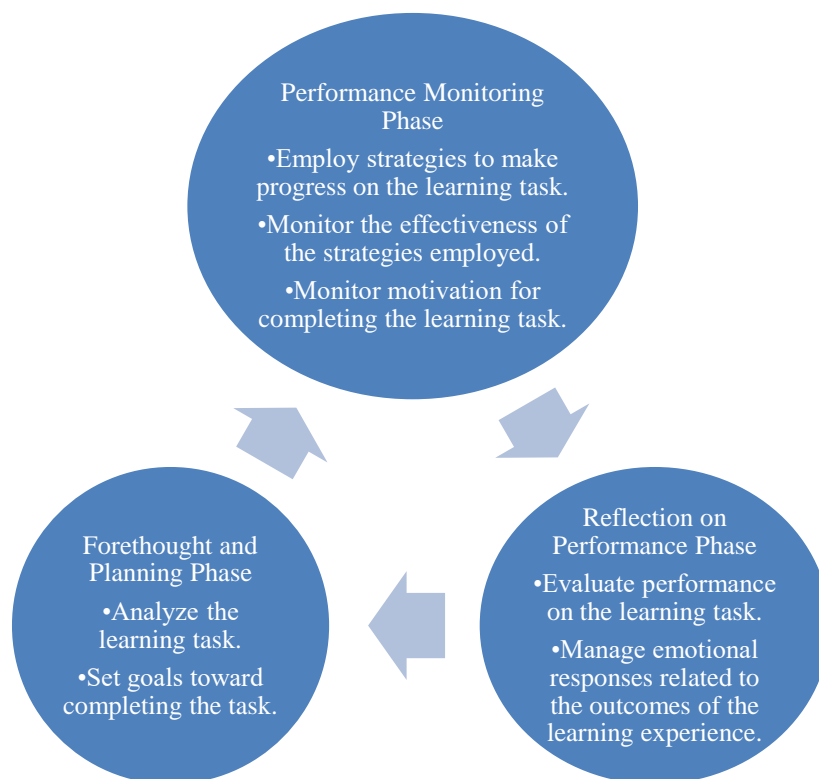 Performance Monitoring
Phase
•Employ strategies to make
progress on the learning task.
•Monitor the effectiveness of
the strategies employed.
•Monitor motivation for
completing the learning task.
Forethought and
Planning Phase
•Analyze the
learning task.
•Set goals toward
completing the task.
Reflection on
Performance Phase
•Evaluate performance
on the learning task.
•Manage emotional
responses related to
the outcomes of the
learning experience.